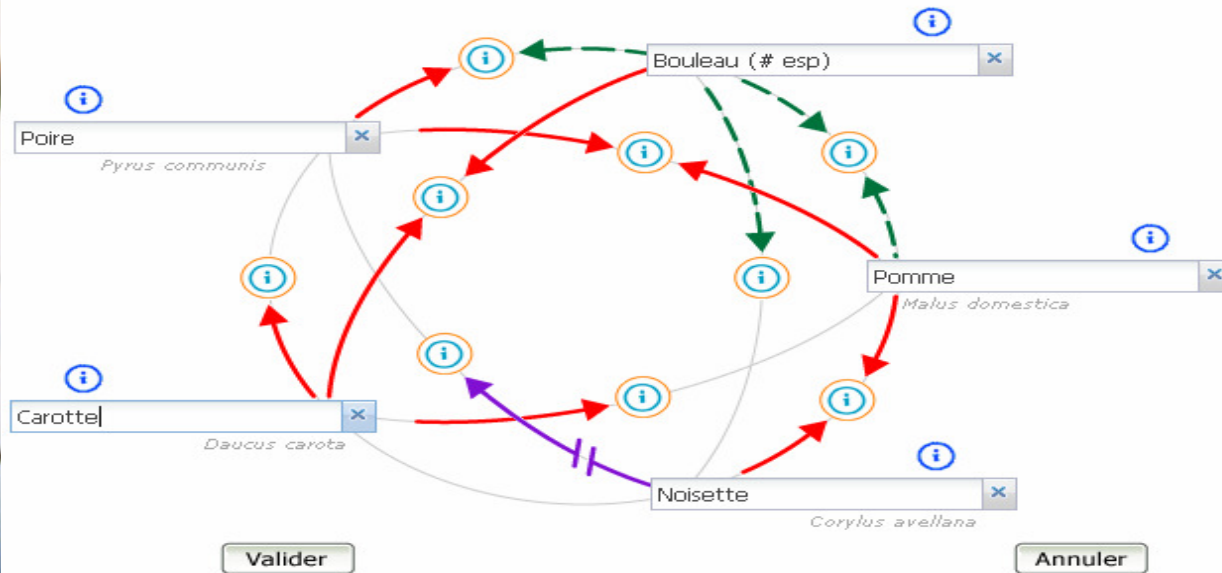 Bouleau (# esp)
Poire
Pyrus communis
Pomme
Malus domestica
Carotte
Daucus carota
Noisette
Corylus avellana
Valider
Annuler